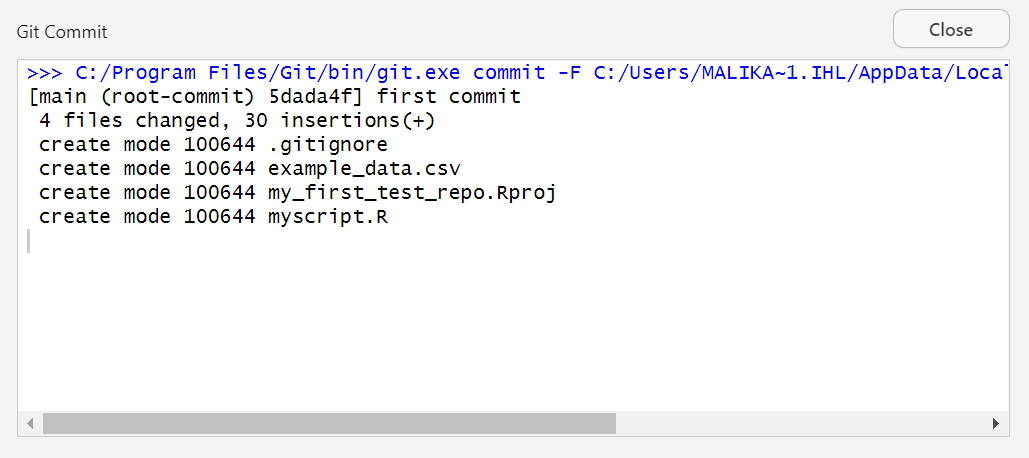 Git Commit
Close
>>> C:/Program Files/Git/bin/git.exe commit -F C:/Users/MALIKA~1.IHL/AppData/Local
[main (root-commit) 5dada4f] first commit
4 files changed, 30 insertions(+)
create mode 100644 .gitignore
create mode 100644 example_data.csv
create mode 100644 my_first_test_repo.Rproj
create mode 100644 myscript.R